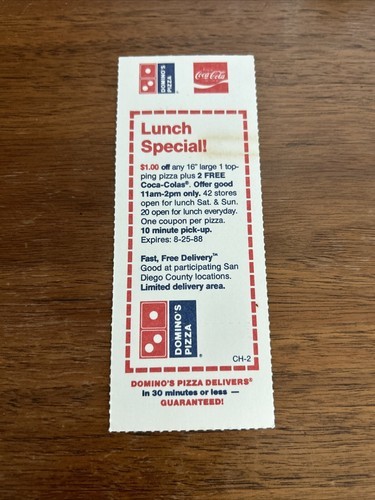 DOMINO'S
PIZZA
Coca-Cola
Lunch
Special!
$1.00 off any 16" large 1 top-
ping pizza plus 2 FREE
Coca-Colas®. Offer good
11am-2pm only. 42 stores
open for lunch Sat. & Sun.
20 open for lunch everyday.
One coupon per pizza.
10 minute pick-up.
Expires: 8-25-88
Fast, Free Delivery™
Good at participating San
Diego County locations.
Limited delivery area.
DOMINO'S
PIZZA
®
CH-2
DOMINO'S PIZZA DELIVERS®
In 30 minutes or less —
GUARANTEED!